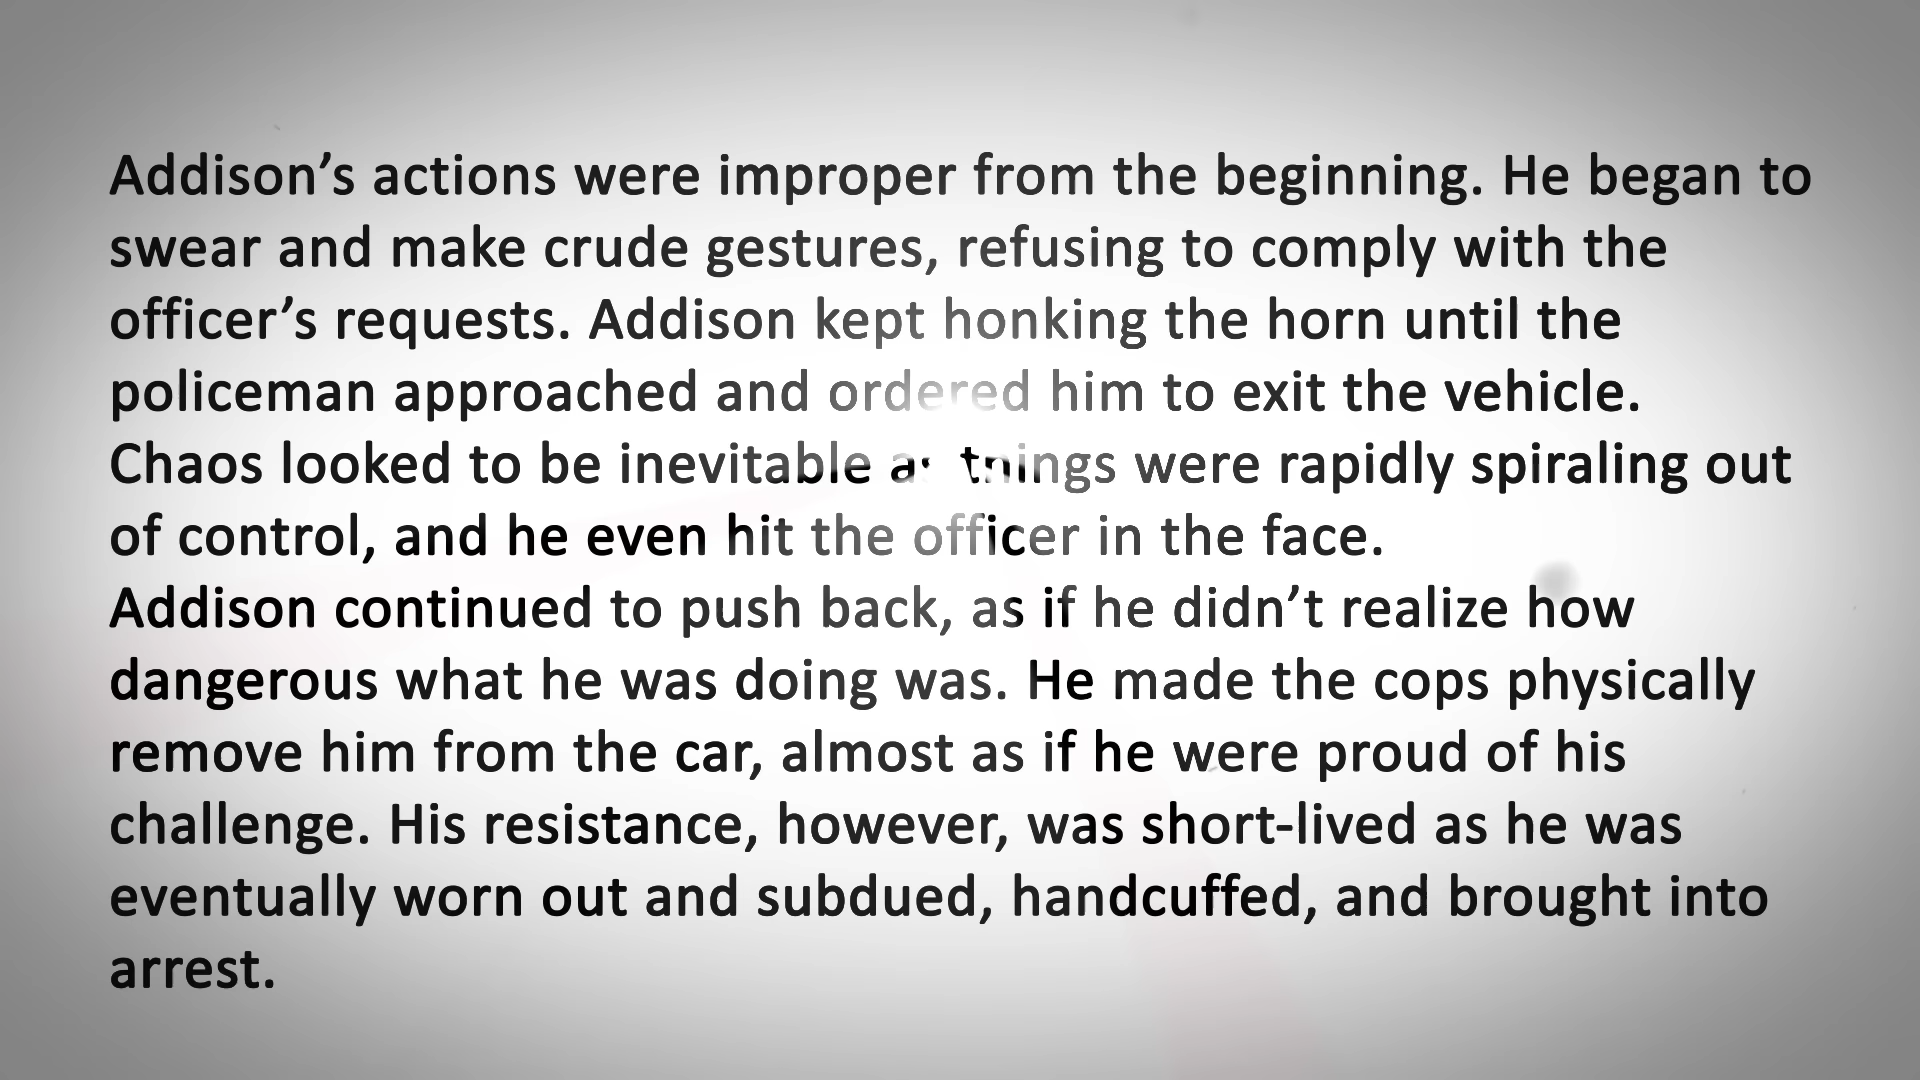 Addison’s actions were improper from the beginning. He began to
swear and make crude gestures, refusing to comply with the
officer’s requests. Addison kept honking the horn until the
policeman approached and ordered him to exit the vehicle.
Chaos looked to be inevitable as things were rapidly spiraling out
of control, and he even hit the officer in the face.
Addison continued to push back, as if he didn’t realize how
dangerous what he was doing was. He made the cops physically
remove him from the car, almost as if he were proud of his
challenge. His resistance, however, was short-lived as he was
eventually worn out and subdued, handcuffed, and brought into
arrest.